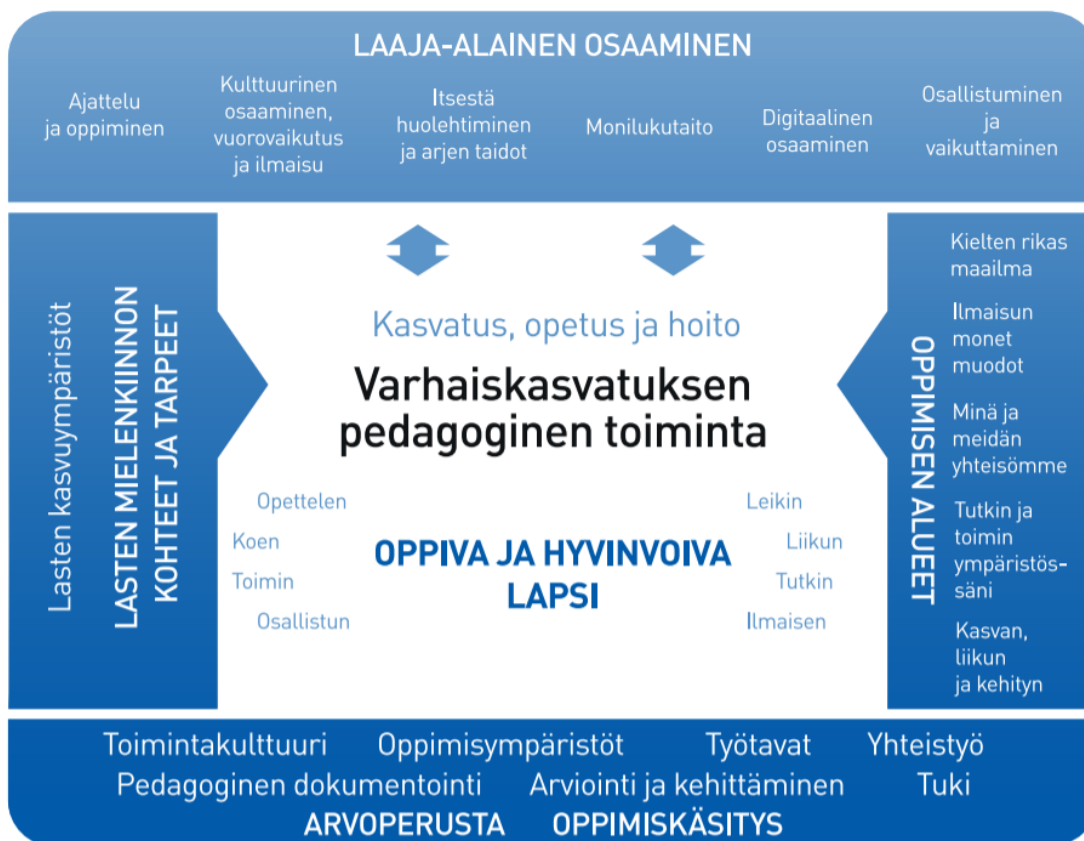 LAAJA-ALAINEN OSAAMINEN
Ajattelu
ja oppiminen
Kulttuurinen
osaaminen,
vuorovaikutus
ja ilmaisu
Itsestä
huolehtiminen
ja arjen taidot
Monilukutaito
Digitaalinen
osaaminen
Osallistuminen
ja
vaikuttaminen
Lasten kasvuympäristöt
LASTEN MIELENKIINNON
KOHTEET JA TARPEET
Kasvatus, opetus ja hoito
Varhaiskasvatuksen
pedagoginen toiminta
Opettelen
Koen
Toimin
Osallistun
OPPIVA JA HYVINVOIVA
LAPSI
Leikin
Liikun
Tutkin
Ilmaisen
OPPIMISEN ALUEET
Kielten rikas
maailma
Ilmaisun
monet
muodot
Minä ja
meidän
yhteisömme
Tutkin ja
toimin
ympäristös-
säni
Kasvan,
liikun
ja kehityn
Toimintakulttuuri Oppimisympäristöt Työtavat Yhteistyö
Pedagoginen dokumentointi Arviointi ja kehittäminen Tuki
ARVOPERUSTA OPPIMISKÄSITYS